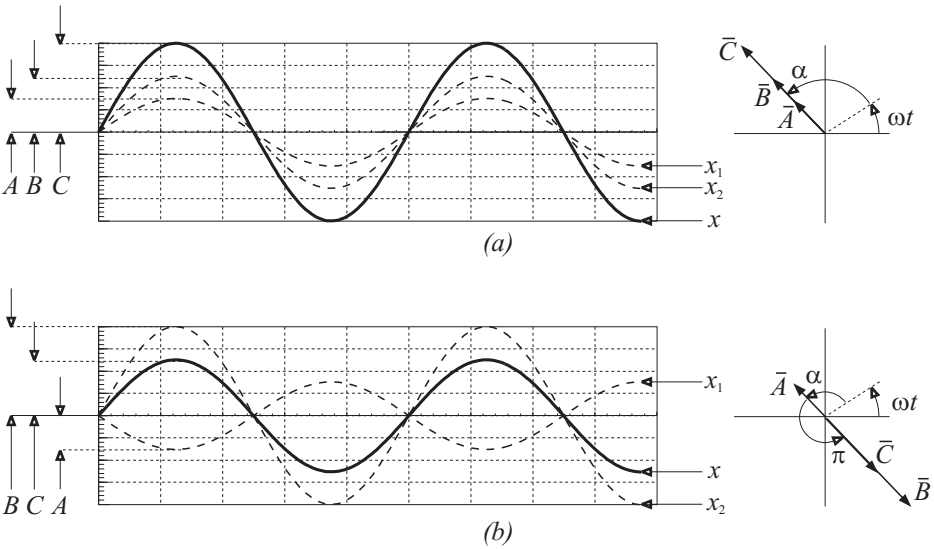 C̄
α
B̄
Ā
ωt
A B C
x₁
x₂
x
(a)
x₁
Ā
α
ωt
C̄
π
B̄
B C A
x
x₂
(b)